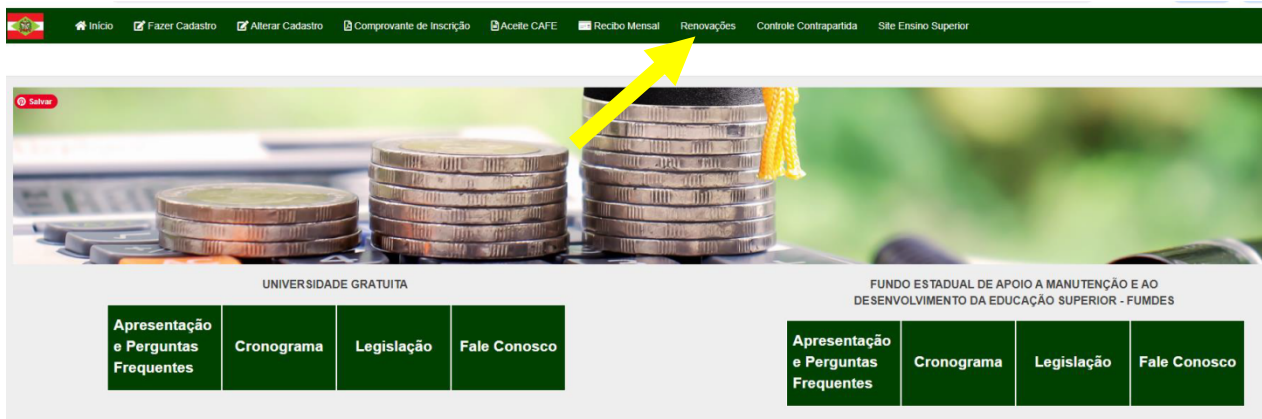 Início Fazer Cadastro Alterar Cadastro Comprovante de Inscrição Aceite CAFE Recibo Mensal Renovações Controle Contrapartida Site Ensino Superior
Salvar
UNIVERSIDADE GRATUITA
Apresentação
e Perguntas
Frequentes
Cronograma
Legislação
Fale Conosco
FUNDO ESTADUAL DE APOIO A MANUTENÇÃO E AO
DESENVOLVIMENTO DA EDUCAÇÃO SUPERIOR - FUMDES
Apresentação
e Perguntas
Frequentes
Cronograma
Legislação
Fale Conosco